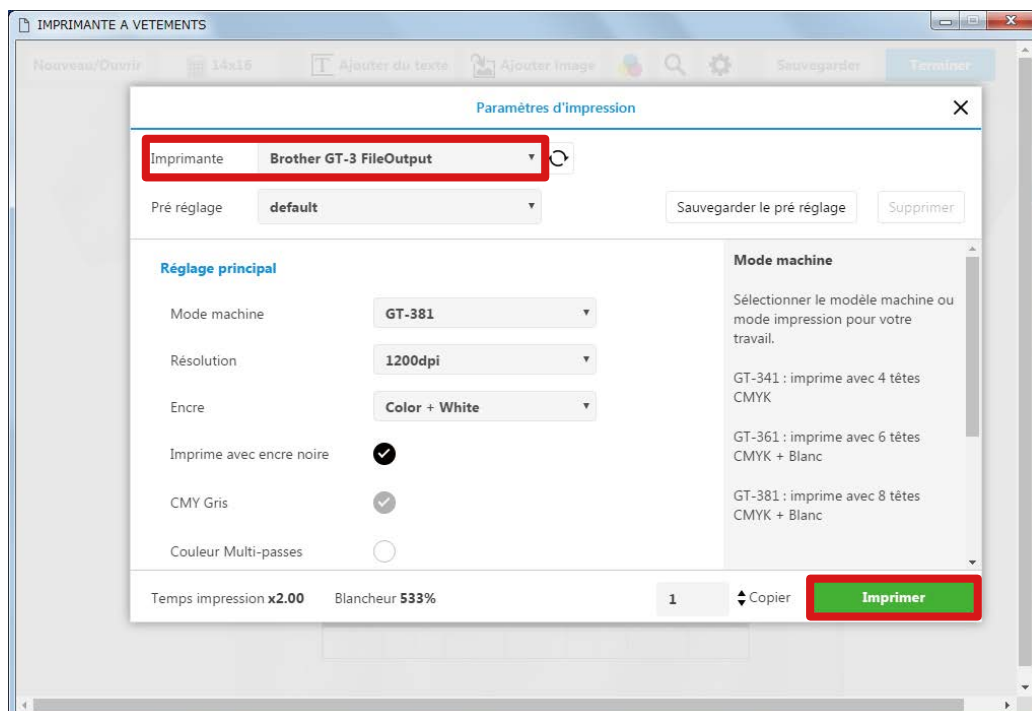 IMPRIMANTE A VETEMENTS
Nouveau/Ouvrir 14x16 Ajouter du texte Ajouter Image Sauvegarder Terminer
Paramètres d'impression
Imprimante Brother GT-3 FileOutput
Pré réglage default Sauvegarder le pré réglage Supprimer
Réglage principal
Mode machine GT-381
Résolution 1200dpi
Encre Color + White
Imprime avec encre noire
CMY Gris
Couleur Multi-passes
Mode machine
Sélectionner le modèle machine ou
mode impression pour votre
travail.
GT-341 : imprime avec 4 têtes
CMYK
GT-361 : imprime avec 6 têtes
CMYK + Blanc
GT-381 : imprime avec 8 têtes
CMYK + Blanc
Temps impression x2.00 Blancheur 533% 1 Copier Imprimer